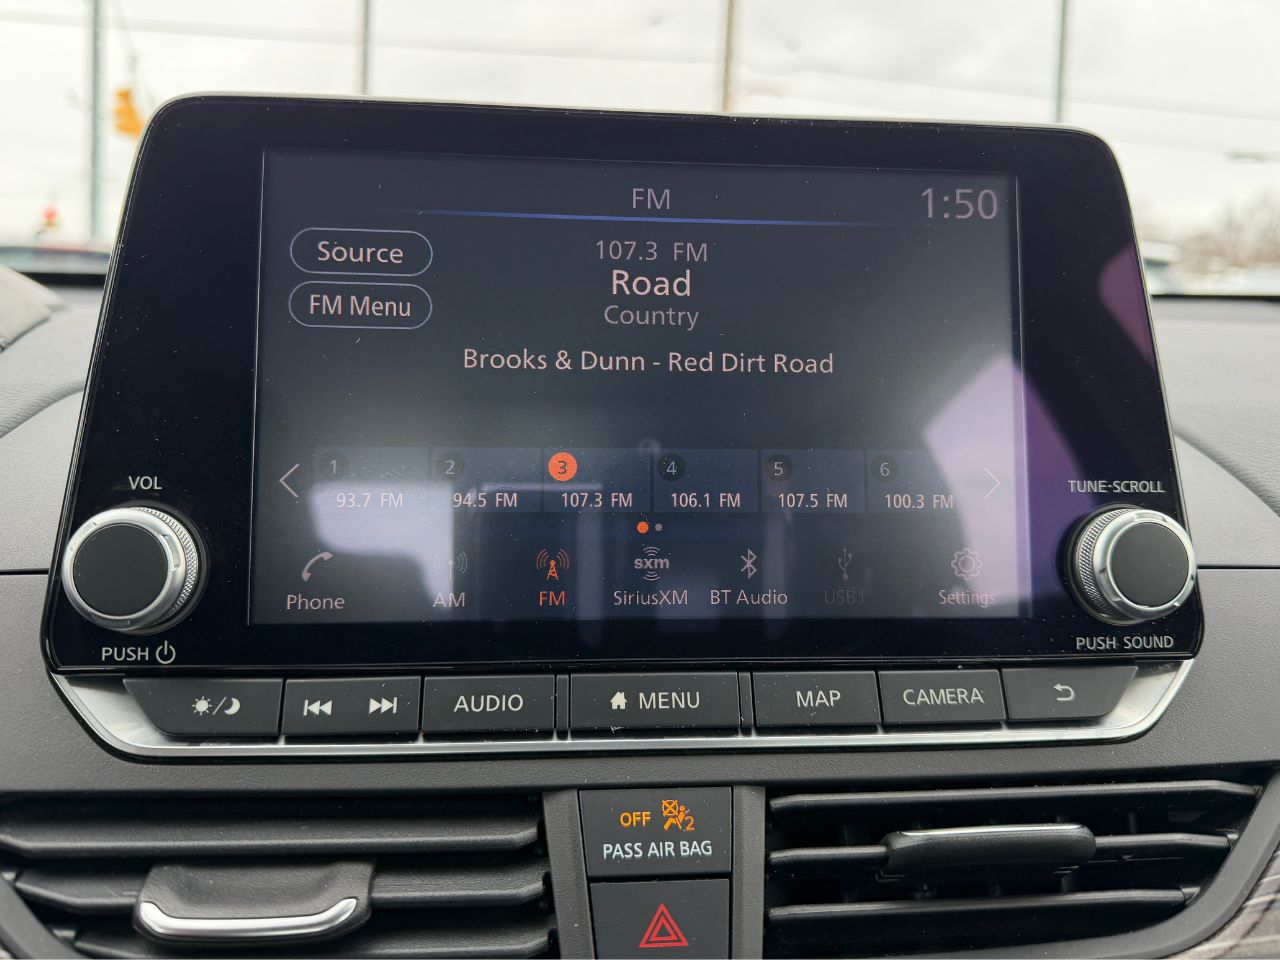 FM
1:50
Source
107.3 FM
Road
FM Menu
Country
Brooks & Dunn - Red Dirt Road
1 2 3 4 5 6
93.7 FM 94.5 FM 107.3 FM 106.1 FM 107.5 FM 100.3 FM
sxm
Phone AM FM SiriusXM BT Audio USB1 Settings
VOL
PUSH
TUNE·SCROLL
PUSH SOUND
AUDIO MENU MAP CAMERA
OFF 2
PASS AIR BAG